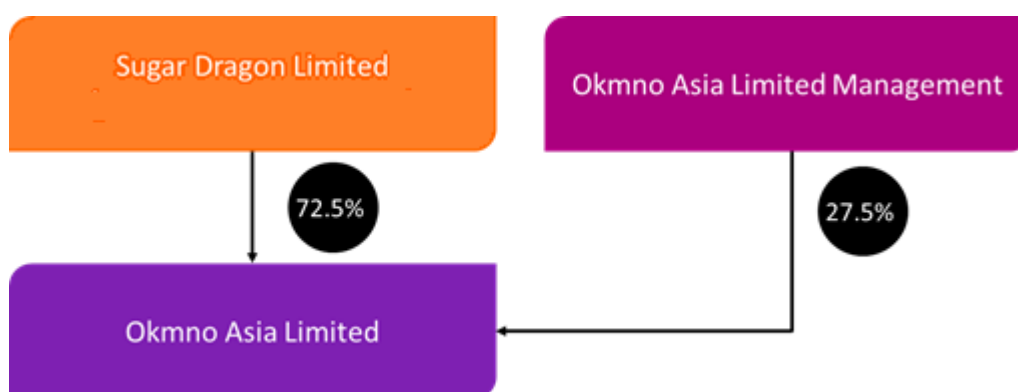 Sugar Dragon Limited
Okmno Asia Limited Management
72.5%
27.5%
Okmno Asia Limited